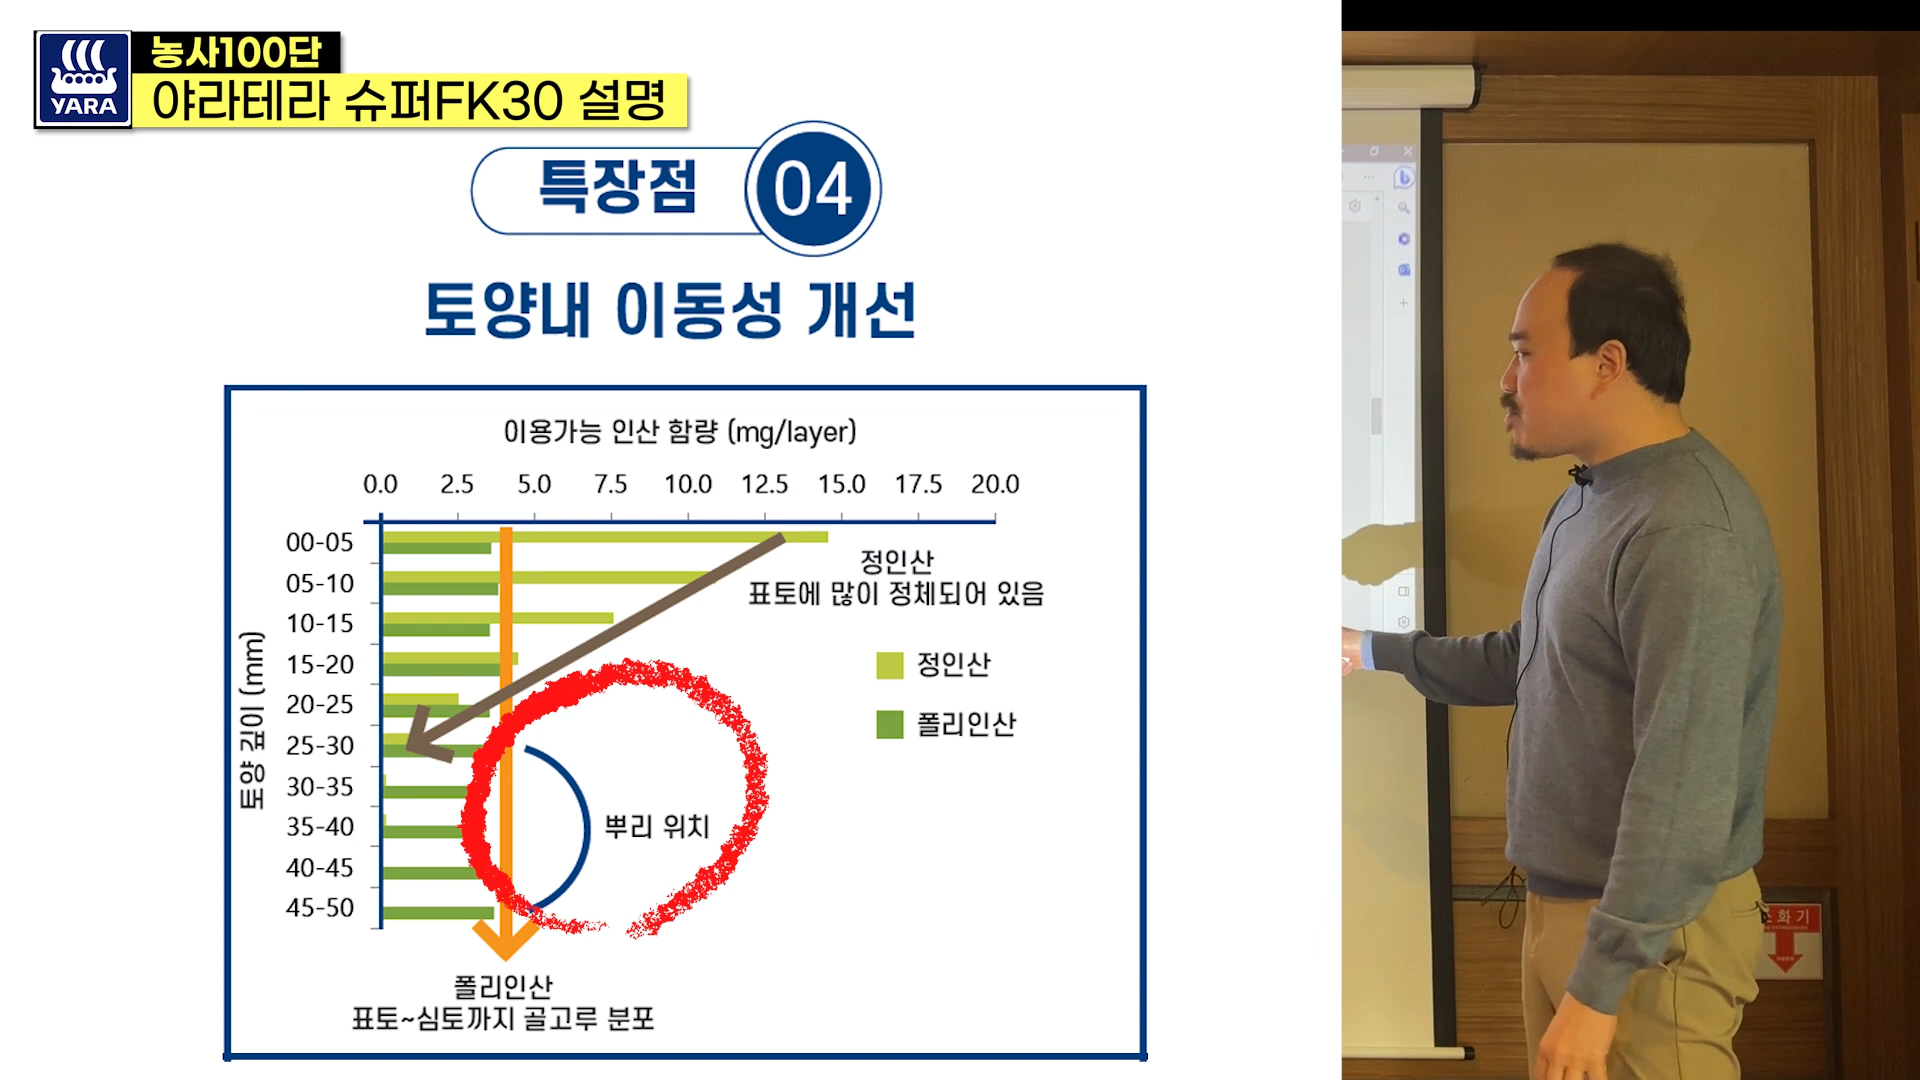 YARA
농사100단
야라테라 슈퍼FK30 설명
특장점 04
토양내 이동성 개선
이용가능 인산 함량 (mg/layer)
0.0 2.5 5.0 7.5 10.0 12.5 15.0 17.5 20.0
토양 깊이 (mm)
00-05
05-10
10-15
15-20
20-25
25-30
30-35
35-40
40-45
45-50
정인산
표토에 많이 정체되어 있음
정인산
폴리인산
뿌리 위치
폴리인산
표토~심토까지 골고루 분포
소화기